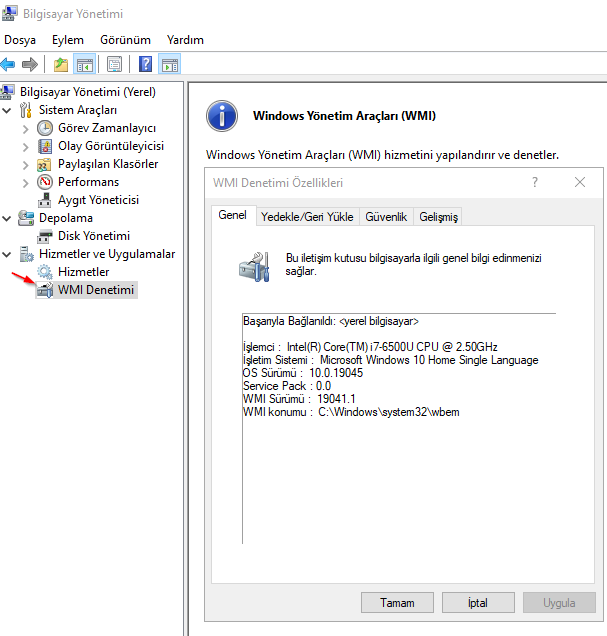 Bilgisayar Yönetimi
Dosya Eylem Görünüm Yardım
Bilgisayar Yönetimi (Yerel)
Sistem Araçları
Görev Zamanlayıcı
Olay Görüntüleyicisi
Paylaşılan Klasörler
Performans
Aygıt Yöneticisi
Depolama
Disk Yönetimi
Hizmetler ve Uygulamalar
Hizmetler
WMI Denetimi
Windows Yönetim Araçları (WMI)
Windows Yönetim Araçları (WMI) hizmetini yapılandırır ve denetler.
WMI Denetimi Özellikleri
Genel Yedekle/Geri Yükle Güvenlik Gelişmiş
Bu iletişim kutusu bilgisayarla ilgili genel bilgi edinmenizi
sağlar.
Başarıyla Bağlanıldı: <yerel bilgisayar>
İşlemci : Intel(R) Core(TM) i7-6500U CPU @ 2.50GHz
İşletim Sistemi : Microsoft Windows 10 Home Single Language
OS Sürümü : 10.0.19045
Service Pack : 0.0
WMI Sürümü : 19041.1
WMI konumu : C:\Windows\system32\wbem
Tamam İptal Uygula